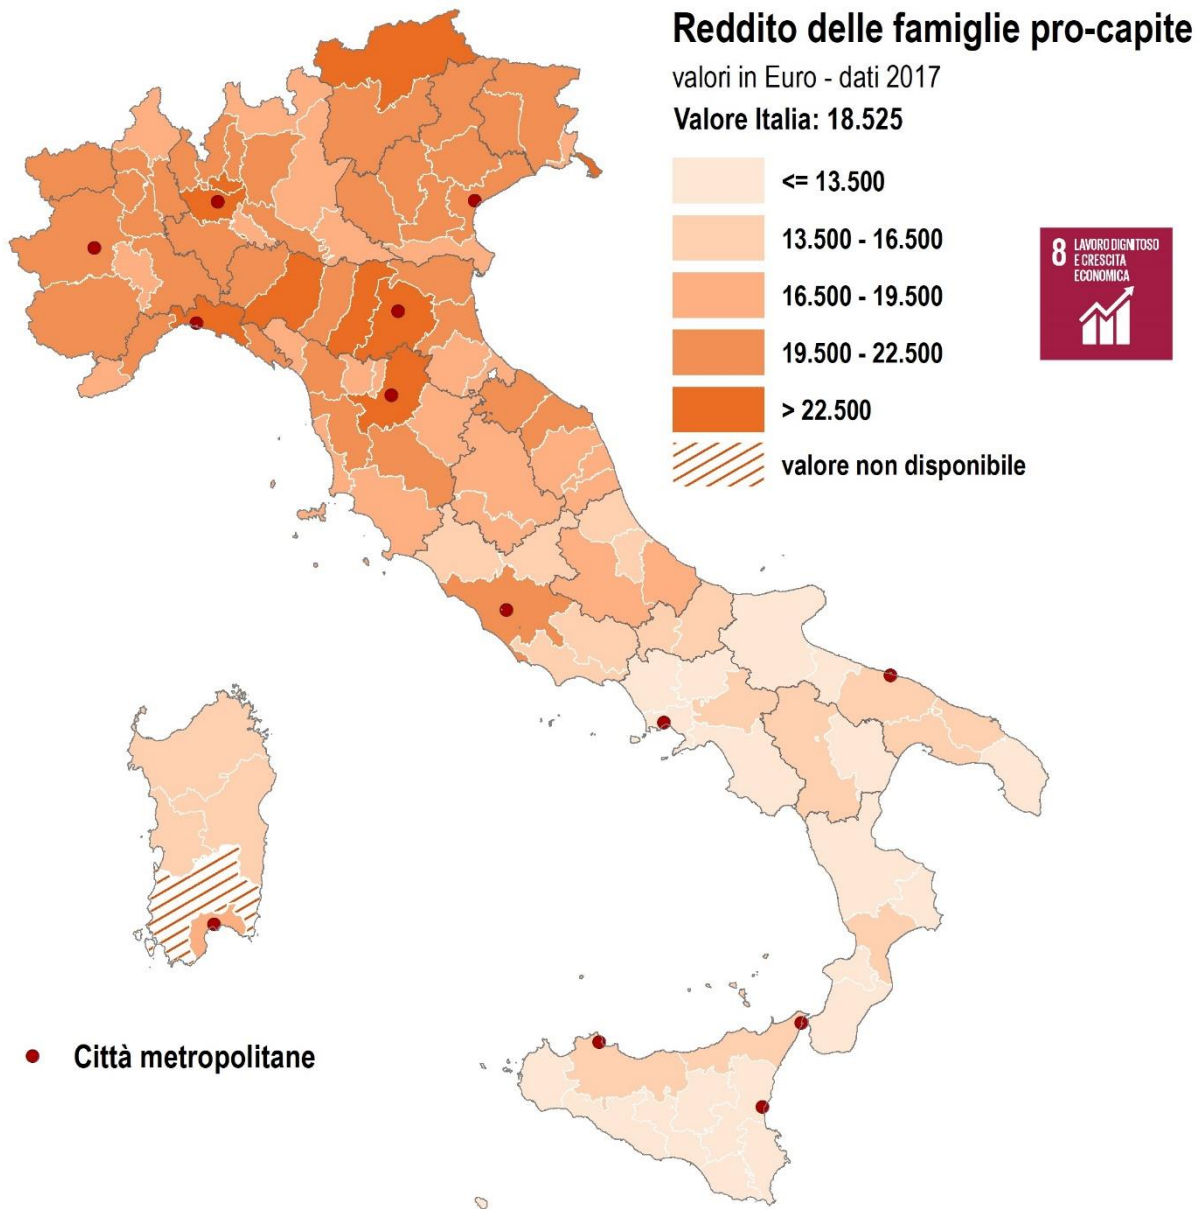 Reddito delle famiglie pro-capite
valori in Euro - dati 2017
Valore Italia: 18.525
<= 13.500
13.500 - 16.500
16.500 - 19.500
19.500 - 22.500
> 22.500
valore non disponibile
8 LAVORO DIGNITOSO
E CRESCITA
ECONOMICA
Città metropolitane